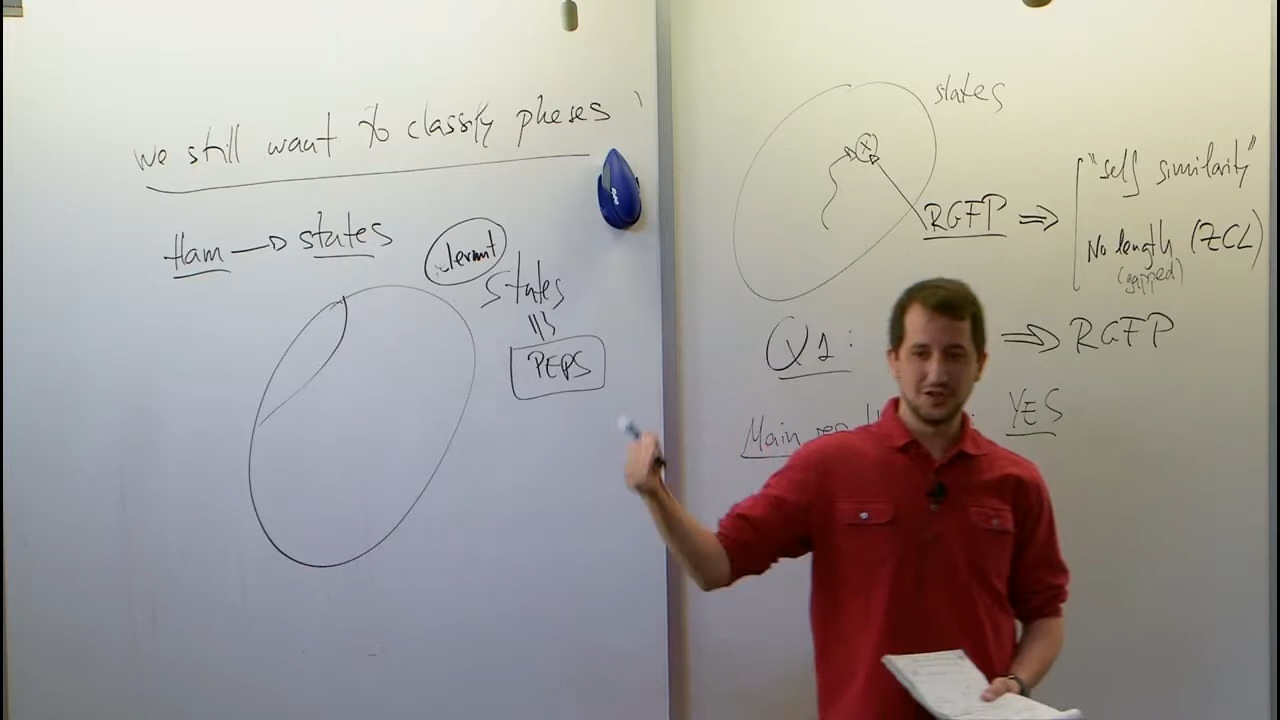 we still want to classify phases
Ham → states
states
PEPS
states
RGFP ⇒
"self similarity"
No length (ZCL)
(gapped)
Q1: ⇒ RGFP
Main YES